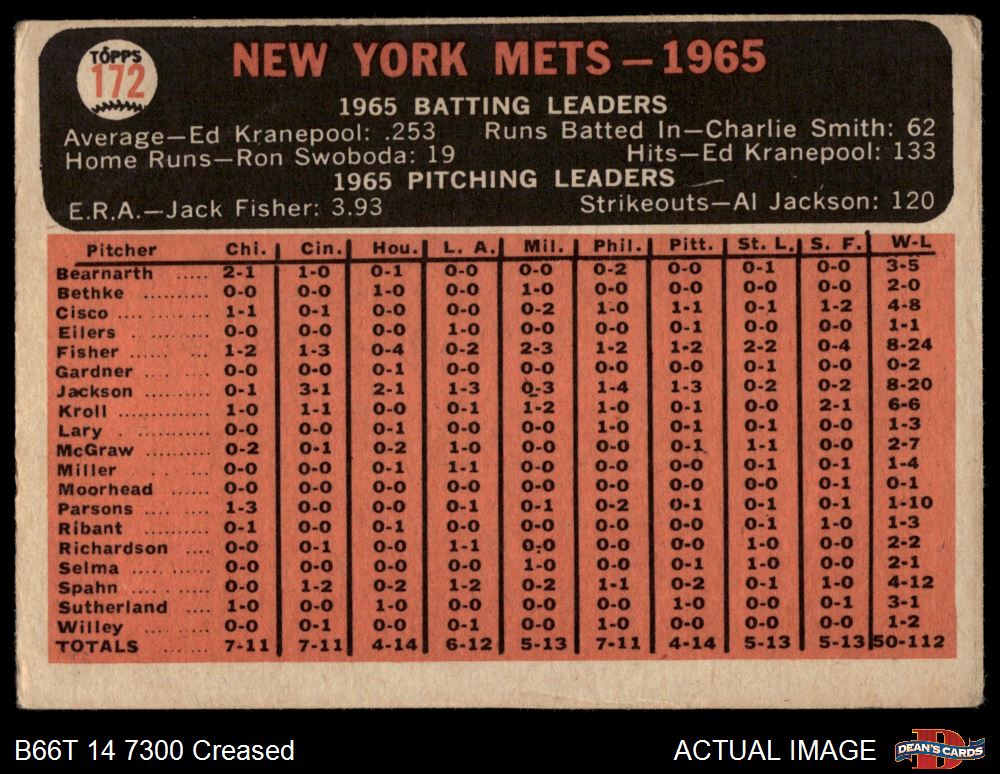 TOPPS
172
NEW YORK METS — 1965
1965 BATTING LEADERS
Average—Ed Kranepool: .253 Runs Batted In—Charlie Smith: 62
Home Runs—Ron Swoboda: 19 Hits—Ed Kranepool: 133
1965 PITCHING LEADERS
E.R.A.—Jack Fisher: 3.93 Strikeouts—Al Jackson: 120
Pitcher Chi. Cin. Hou. L. A. Mil. Phil. Pitt. St. L. S. F. W-L
Bearnarth ..... 2-1 1-0 0-1 0-0 0-0 0-2 0-0 0-1 0-0 3-5
Bethke .......... 0-0 0-0 1-0 0-0 1-0 0-0 0-0 0-0 0-0 2-0
Cisco ............ 1-1 0-1 0-0 0-0 0-2 1-0 1-1 0-1 1-2 4-8
Eilers ........... 0-0 0-0 0-0 1-0 0-0 0-0 0-1 0-0 0-0 1-1
Fisher ..... ... 1-2 1-3 0-4 0-2 2-3 1-2 1-2 2-2 0-4 8-24
Gardner .... .... 0-0 0-0 0-1 0-0 0-0 0-0 0-0 0-1 0-0 0-2
Jackson ......... 0-1 3-1 2-1 1-3 0-3 1-4 1-3 0-2 0-2 8-20
Kroll ............ 1-0 1-1 0-0 0-1 1-2 1-0 0-1 0-0 2-1 6-6
Lary . .......... 0-0 0-0 0-1 0-0 0-0 1-0 0-1 0-1 0-0 1-3
McGraw .......... 0-2 0-1 0-2 1-0 0-0 0-0 0-1 1-1 0-0 2-7
Miller .......... 0-0 0-0 0-1 1-1 0-0 0-0 0-0 0-1 0-1 1-4
Moorhead ...... 0-0 0-0 0-0 0-0 0-0 0-0 0-0 0-1 0-0 0-1
Parsons ......... 1-3 0-0 0-0 0-1 0-1 0-2 0-1 0-1 0-1 1-10
Ribant .......... 0-1 0-0 0-1 0-0 0-0 0-0 0-0 0-1 1-0 1-3
Richardson .... 0-0 0-1 0-0 1-1 0-0 0-0 0-0 1-0 0-0 2-2
Selma ..... ...... 0-0 0-0 0-0 0-0 1-0 0-0 0-1 1-0 0-0 2-1
Spahn .... ...... 0-0 1-2 0-2 1-2 0-2 1-1 0-2 0-1 1-0 4-12
Sutherland .... 1-0 0-0 1-0 0-0 0-0 0-0 1-0 0-0 0-1 3-1
Willey .... ..... 0-0 0-1 0-0 0-1 0-0 1-0 0-0 0-0 0-0 1-2
TOTALS ...... 7-11 7-11 4-14 6-12 5-13 7-11 4-14 5-13 5-13 50-112
B66T 14 7300 Creased ACTUAL IMAGE
DEAN'S CARDS